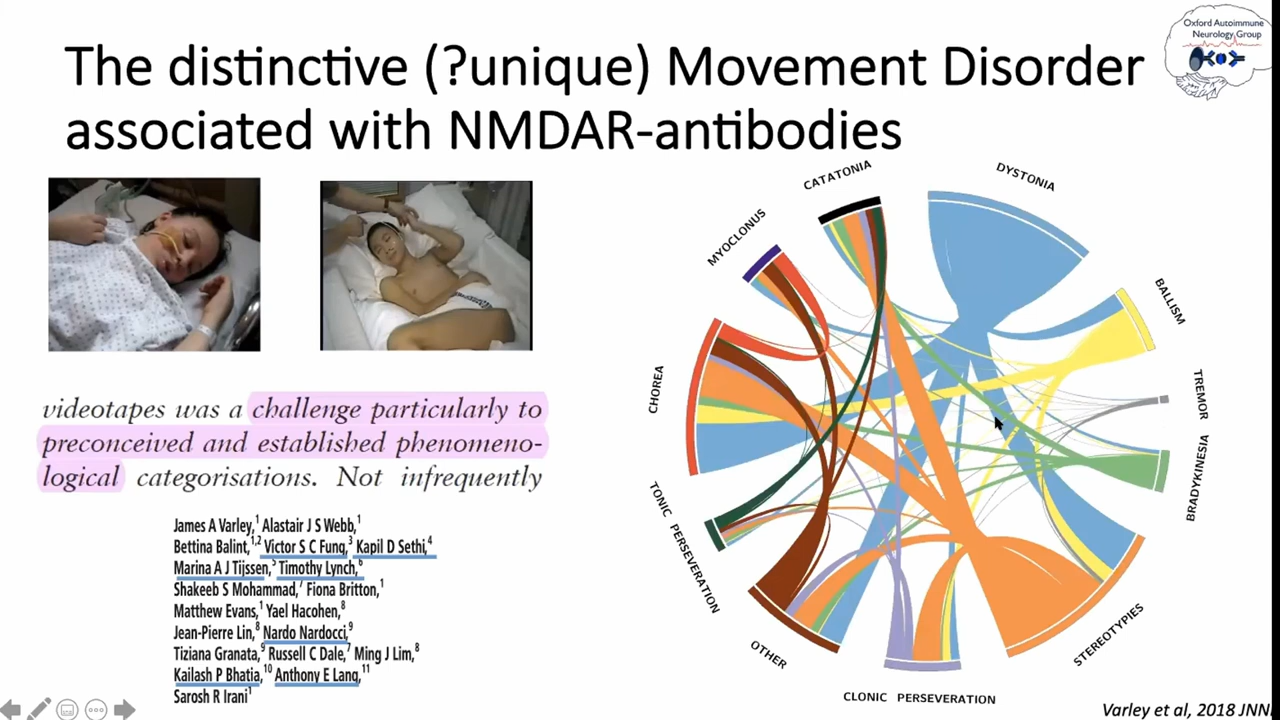 Oxford Autoimmune
Neurology Group
The distinctive (?unique) Movement Disorder
associated with NMDAR-antibodies
videotapes was a challenge particularly to
preconceived and established phenomeno-
logical categorisations. Not infrequently
James A Varley,1 Alastair J S Webb,1
Bettina Balint,1,2 Victor S C Fung,3 Kapil D Sethi,4
Marina A J Tijssen,5 Timothy Lynch,6
Shakeeb S Mohammad,7 Fiona Britton,1
Matthew Evans,1 Yael Hacohen,8
Jean-Pierre Lin,8 Nardo Nardocci,9
Tiziana Granata,9 Russell C Dale,7 Ming J Lim,8
Kailash P Bhatia,10 Anthony E Lang,11
Sarosh R Irani1
CATATONIA
DYSTONIA
MYOCLONUS
BALLISM
CHOREA
TREMOR
BRADYKINESIA
TONIC PERSEVERATION
OTHER
STEREOTYPIES
CLONIC PERSEVERATION
Varley et al, 2018 JNN